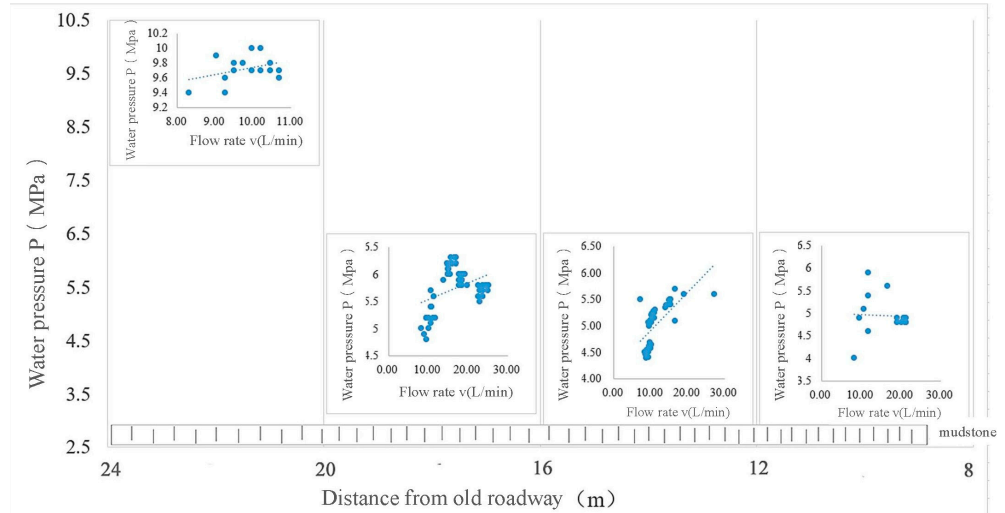 10.5
9.5
8.5
7.5
6.5
5.5
4.5
3.5
2.5
Water pressure P（MPa）
24
20
16
12
8
Distance from old roadway（m）
mudstone
Water pressure P（Mpa）
10.2
10
9.8
9.6
9.4
9.2
8.00 9.00 10.00 11.00
Flow rate v(L/min)
Water pressure P（Mpa）
5.5
6
5.5
5
4.5
0.00 10.00 20.00 30.00
Flow rate v(L/min)
Water pressure P（Mpa）
6.50
6.00
5.50
5.00
4.50
4.00
0.00 10.00 20.00 30.00
Flow rate v(L/min)
Water pressure P（Mpa）
6.5
5.5
5
4
3.5
0.00 10.00 20.00 30.00
Flow rate v(L/min)